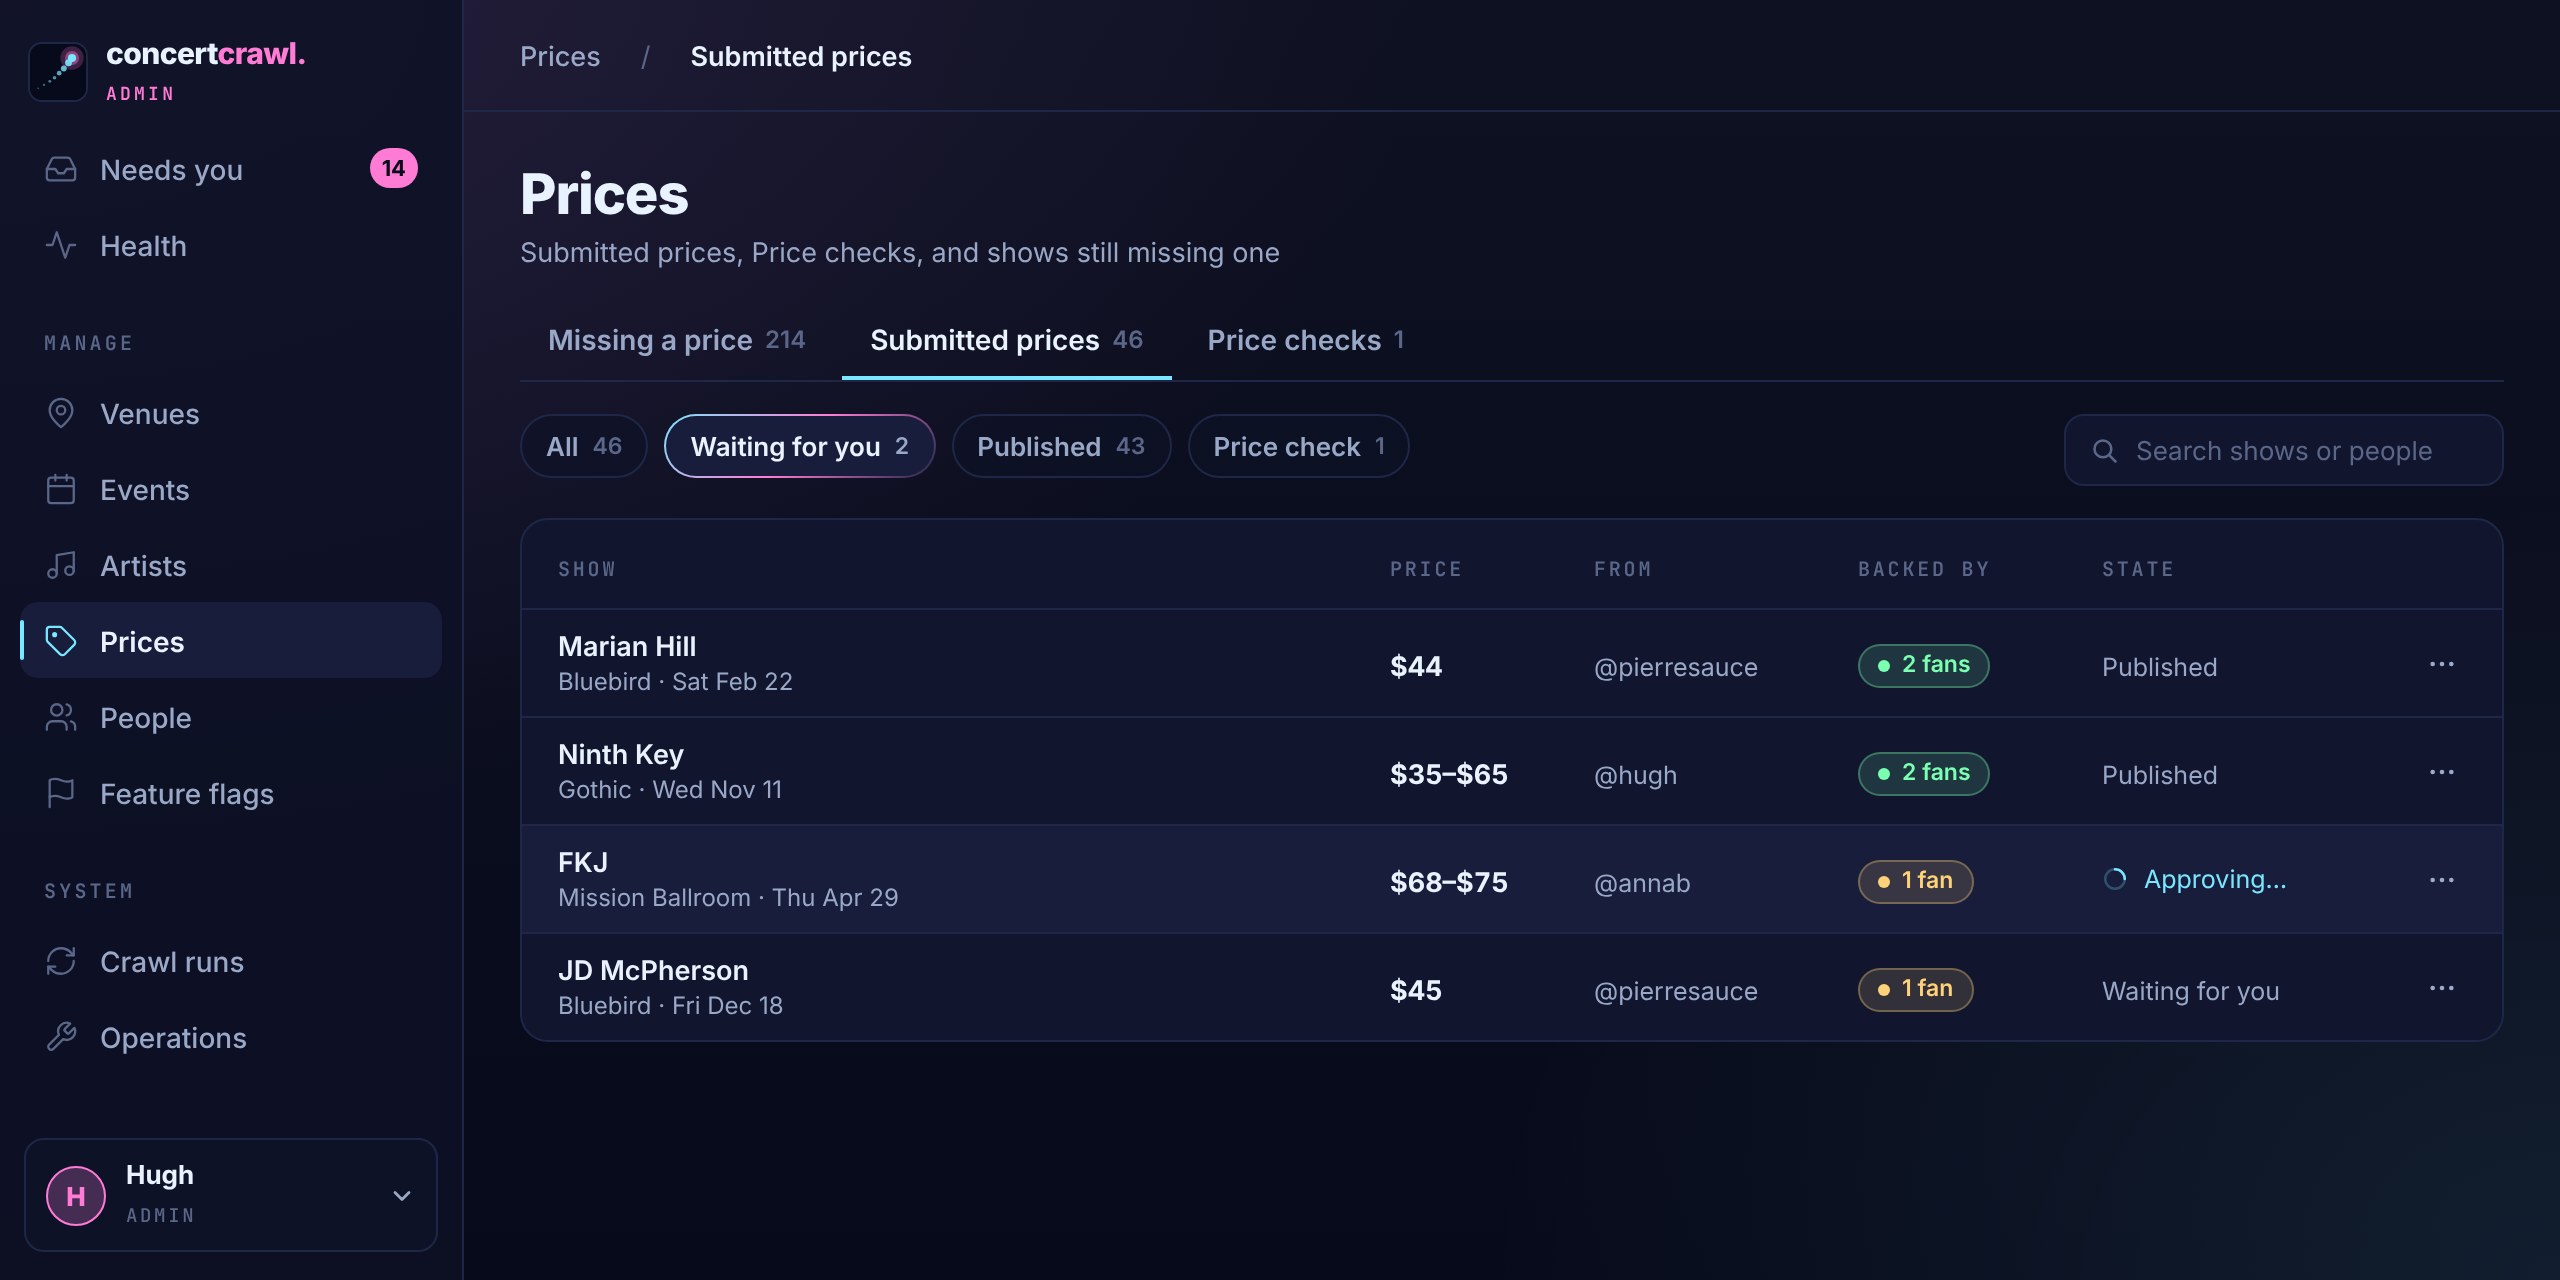 concertcrawl.
ADMIN
Needs you 14
Health
MANAGE
Venues
Events
Artists
Prices
People
Feature flags
SYSTEM
Crawl runs
Operations
H
Hugh
ADMIN
Prices / Submitted prices
Prices
Submitted prices, Price checks, and shows still missing one
Missing a price 214 Submitted prices 46 Price checks 1
All 46 Waiting for you 2 Published 43 Price check 1 Search shows or people
SHOW PRICE FROM BACKED BY STATE
Marian Hill
Bluebird · Sat Feb 22
$44 @pierresauce 2 fans Published ...
Ninth Key
Gothic · Wed Nov 11
$35–$65 @hugh 2 fans Published ...
FKJ
Mission Ballroom · Thu Apr 29
$68–$75 @annab 1 fan Approving... ...
JD McPherson
Bluebird · Fri Dec 18
$45 @pierresauce 1 fan Waiting for you ...